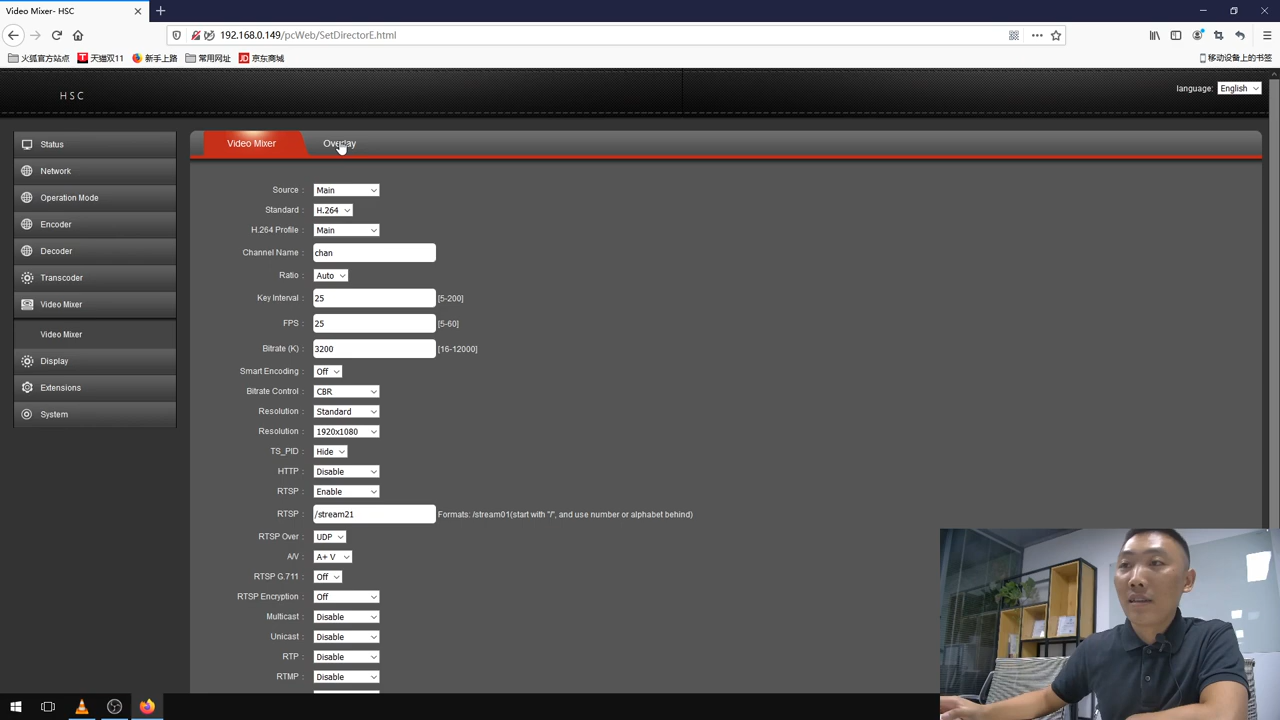 Video Mixer- HSC
192.168.0.149/pcWeb/SetDirectorE.html
火狐官方站点 天猫双11 新手上路 常用网址 JD 京东商城 移动设备上的书签
HSC
language: English
Status
Network
Operation Mode
Encoder
Decoder
Transcoder
Video Mixer
Video Mixer
Display
Extensions
System
Video Mixer Overlay
Source : Main
Standard : H.264
H.264 Profile : Main
Channel Name : chan
Ratio : Auto
Key Interval : 25 [5-200]
FPS : 25 [5-60]
Bitrate (K) : 3200 [16-12000]
Smart Encoding : Off
Bitrate Control : CBR
Resolution : Standard
Resolution : 1920x1080
TS_PID : Hide
HTTP : Disable
RTSP : Enable
RTSP : /stream21 Formats: /stream01(start with "/", and use number or alphabet behind)
RTSP Over : UDP
A/V : A+ V
RTSP G.711 : Off
RTSP Encryption : Off
Multicast : Disable
Unicast : Disable
RTP : Disable
RTMP : Disable